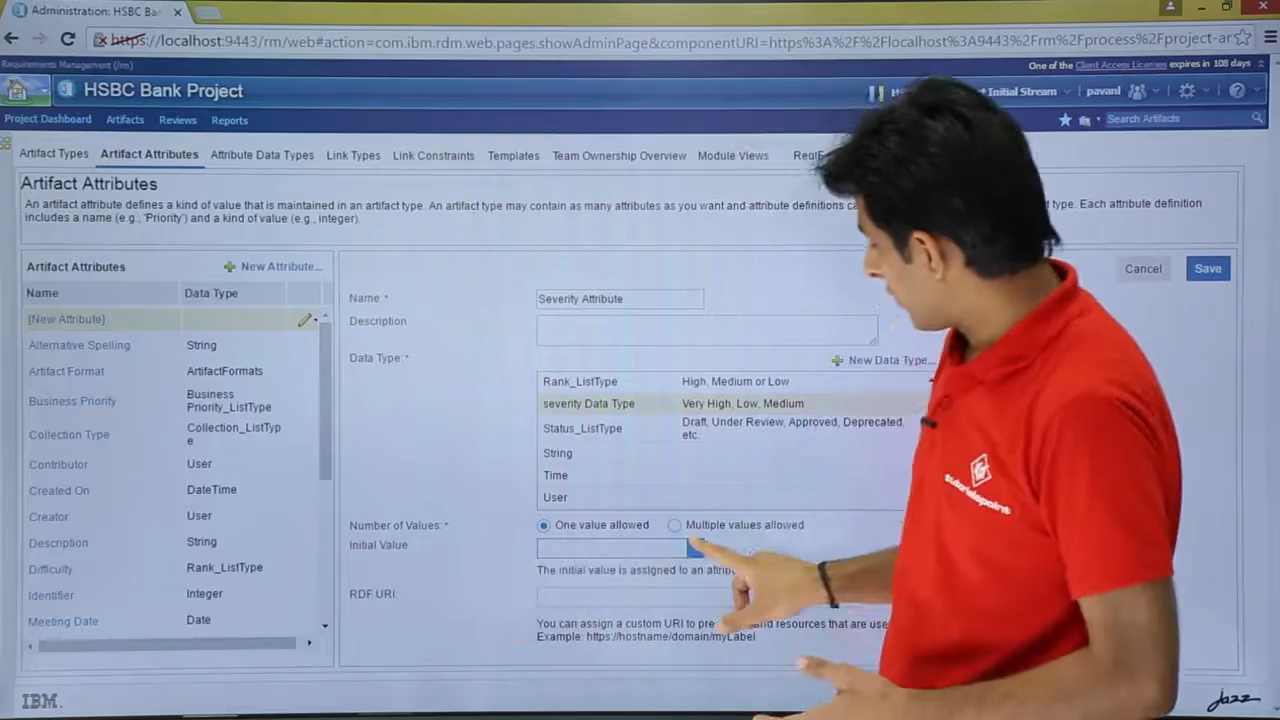 Administration: HSBC Ba
https://localhost:9443/rm/web#action=com.ibm.rdm.web.pages.showAdminPage&componentURI=https%3A%2F%2Flocalhost%3A9443%2Frm%2Fprocess%2Fproject-ar
Requirements Management (/rm)
One of the Client Access Licenses expires in 108 days
HSBC Bank Project
Initial Stream
pavanl
Project Dashboard Artifacts Reviews Reports
Search Artifacts
Artifact Types Artifact Attributes Attribute Data Types Link Types Link Constraints Templates Team Ownership Overview Module Views
Artifact Attributes
An artifact defines a kind of value that is maintained in an artifact type. An artifact type may contain as many attributes as you want and attribute definitions type. Each attribute definition
includes a name (e.g., 'Priority') and a kind of value (e.g., integer).
Artifact Attributes
New Attribute...
Name Data Type
[New Attribute]
Alternative Spelling String
Artifact Format ArtifactFormats
Business Priority Business
Priority_ListType
Collection Type Collection_ListTyp
e
Contributor User
Created On DateTime
Creator User
Description String
Difficulty Rank_ListType
Identifier Integer
Meeting Date Date
Cancel Save
Name * Severity Attribute
Description
Data Type: *
New Data Type...
Rank_ListType High, Medium or Low
severity Data Type Very High, Low, Medium
Status_ListType Draft, Under Review, Approved, Deprecated,
etc.
String
Time
User
Number of Values: * One value allowed Multiple values allowed
Initial Value
The initial value is assigned to an
RDF URI:
You can assign a custom URI to and resources that are
Example: https://hostname/domain/myLabel
tutorialspoint
IBM.
Jazz